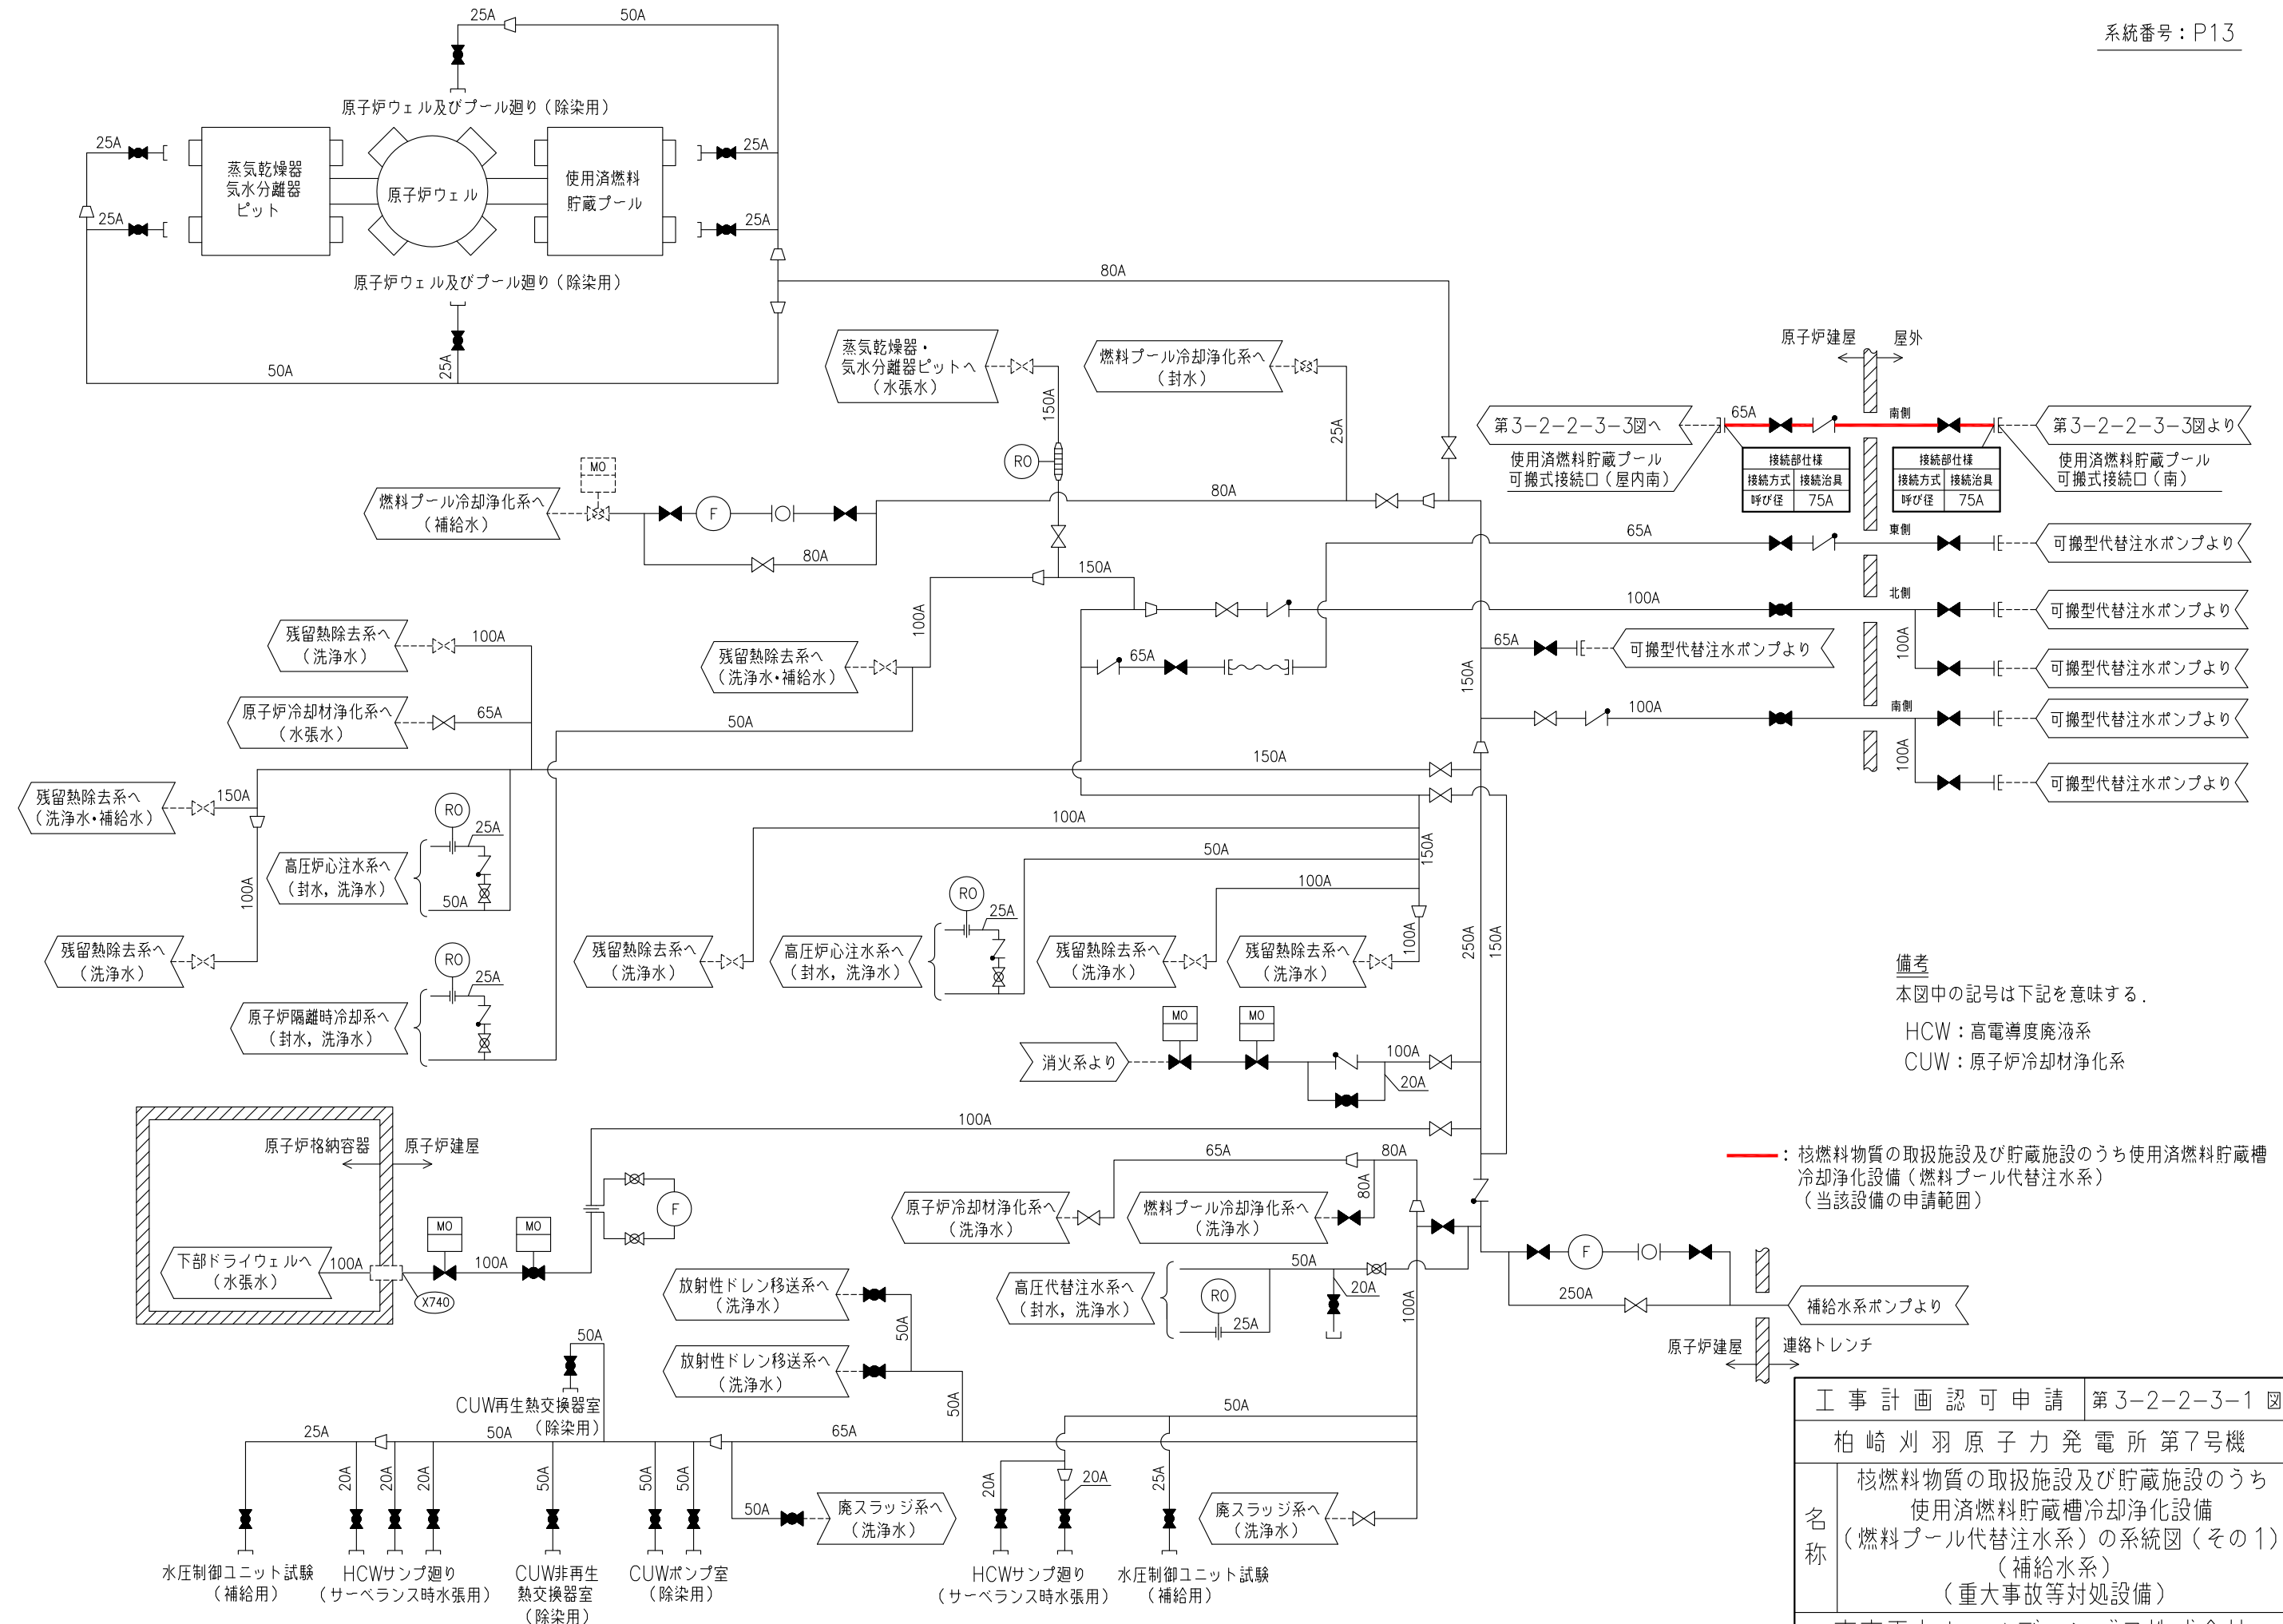 系統番号：P13
25A
50A
原子炉ウェル及びプール廻り（除染用）
25A
25A
蒸気乾燥器
気水分離器
ピット
原子炉ウェル
使用済燃料
貯蔵プール
25A
25A
原子炉ウェル及びプール廻り（除染用）
25A
50A
80A
蒸気乾燥器・
気水分離器ピットへ
（水張水）
150A
燃料プール冷却浄化系へ
（封水）
25A
RO
MO
燃料プール冷却浄化系へ
（補給水）
F
80A
80A
原子炉建屋
屋外
第3－2－2－3－3図へ
65A
南側
第3－2－2－3－3図より
使用済燃料貯蔵プール
可搬式接続口（屋内南）
接続部仕様
接続方式 接続治具
呼び径 75A
接続部仕様
接続方式 接続治具
呼び径 75A
使用済燃料貯蔵プール
可搬式接続口（南）
65A
東側
可搬型代替注水ポンプより
150A
100A
100A
北側
可搬型代替注水ポンプより
100A
可搬型代替注水ポンプより
残留熱除去系へ
（洗浄水）
100A
残留熱除去系へ
（洗浄水・補給水）
65A
65A
可搬型代替注水ポンプより
150A
原子炉冷却材浄化系へ
（水張水）
65A
50A
100A
南側
可搬型代替注水ポンプより
100A
可搬型代替注水ポンプより
150A
残留熱除去系へ
（洗浄水・補給水）
150A
100A
RO
25A
高圧炉心注水系へ
（封水，洗浄水）
50A
100A
50A
100A
150A
100A
250A
150A
残留熱除去系へ
（洗浄水）
RO
25A
原子炉隔離時冷却系へ
（封水，洗浄水）
残留熱除去系へ
（洗浄水）
RO
25A
高圧炉心注水系へ
（封水，洗浄水）
残留熱除去系へ
（洗浄水）
残留熱除去系へ
（洗浄水）
備考
本図中の記号は下記を意味する．
HCW：高電導度廃液系
CUW：原子炉冷却材浄化系
MO
MO
消火系より
100A
20A
100A
原子炉格納容器
原子炉建屋
下部ドライウェルへ
（水張水）
100A
X740
MO
100A
MO
F
65A
80A
80A
原子炉冷却材浄化系へ
（洗浄水）
燃料プール冷却浄化系へ
（洗浄水）
：核燃料物質の取扱施設及び貯蔵施設のうち使用済燃料貯蔵槽
冷却浄化設備（燃料プール代替注水系）
（当該設備の申請範囲）
高圧代替注水系へ
（封水，洗浄水）
50A
RO
25A
20A
100A
F
250A
補給水系ポンプより
原子炉建屋
連絡トレンチ
放射性ドレン移送系へ
（洗浄水）
50A
放射性ドレン移送系へ
（洗浄水）
50A
50A
CUW再生熱交換器室
（除染用）
25A
50A
65A
50A
20A
20A
20A
50A
50A
50A
50A
廃スラッジ系へ
（洗浄水）
20A
20A
25A
廃スラッジ系へ
（洗浄水）
水圧制御ユニット試験
（補給用）
HCWサンプ廻り
（サーベランス時水張用）
CUW非再生
熱交換器室
（除染用）
CUWポンプ室
（除染用）
HCWサンプ廻り
（サーベランス時水張用）
水圧制御ユニット試験
（補給用）
工事計画認可申請 第3－2－2－3－1図
柏崎刈羽原子力発電所第7号機
名称
核燃料物質の取扱施設及び貯蔵施設のうち
使用済燃料貯蔵槽冷却浄化設備
（燃料プール代替注水系）の系統図（その1）
（補給水系）
（重大事故等対処設備）